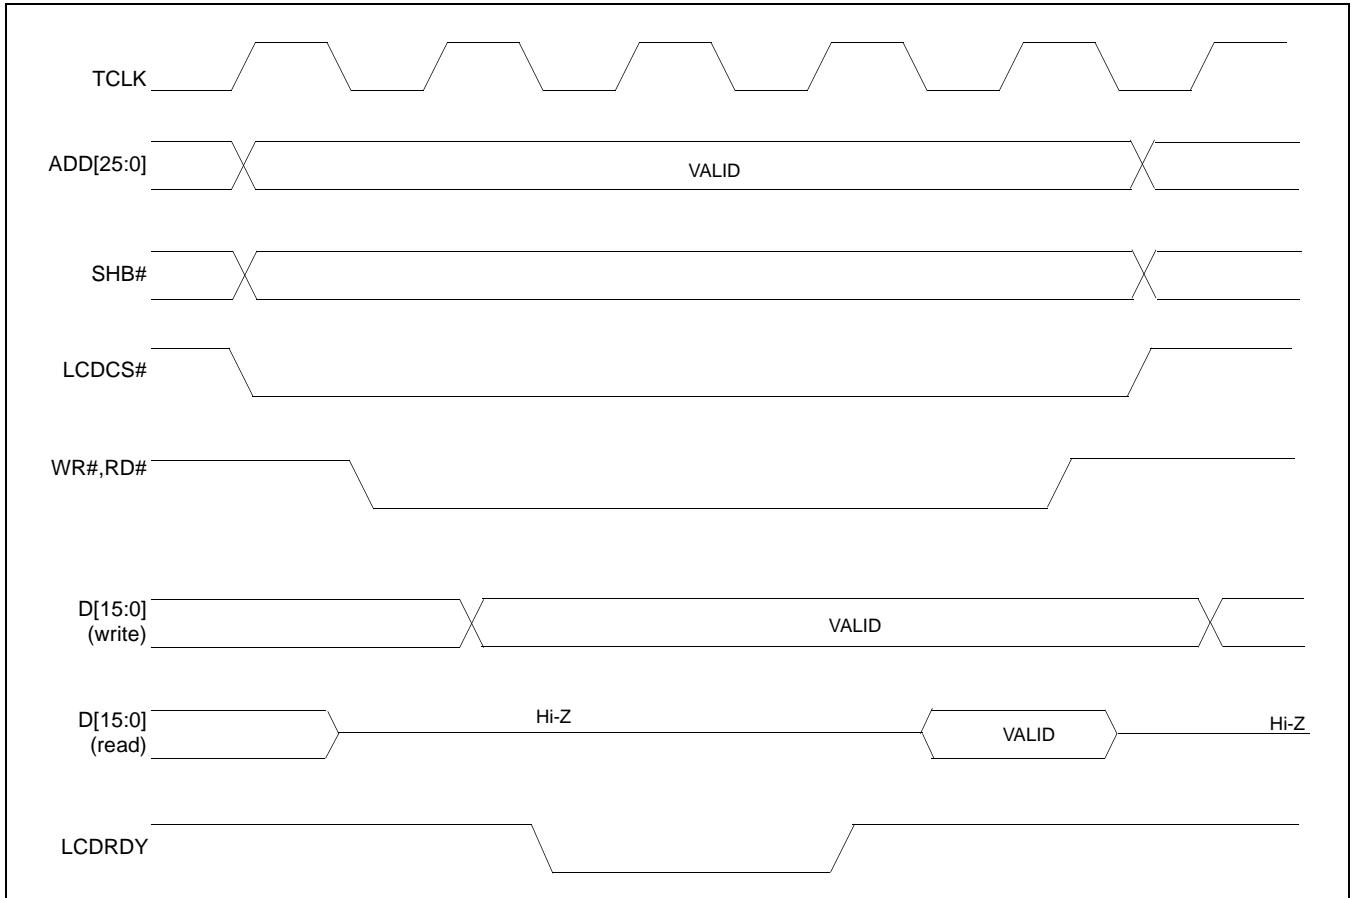 TCLK
ADD[25:0]
VALID
SHB#
LCDCS#
WR#,RD#
D[15:0]
(write)
VALID
D[15:0]
(read)
Hi-Z
VALID
Hi-Z
LCDRDY